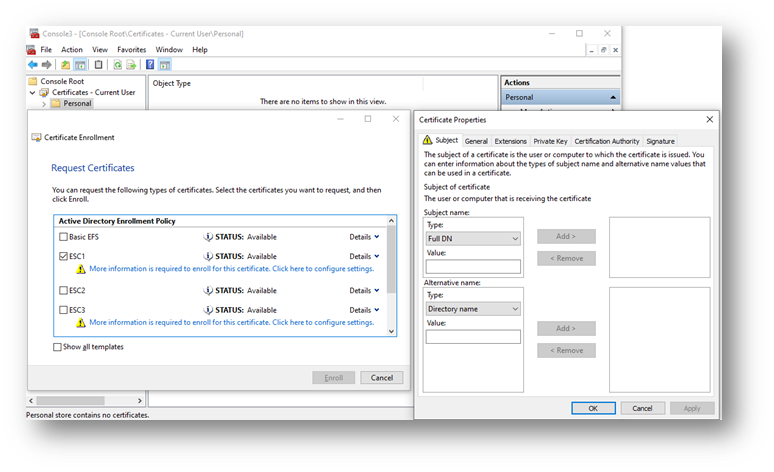 Console3 - [Console Root\Certificates - Current User\Personal]
File Action View Favorites Window Help
Console Root
Certificates - Current User
Personal
Object Type
There are no items to show in this view.
Actions
Personal
Certificate Enrollment
Request Certificates
You can request the following types of certificates. Select the certificates you want to request, and then
click Enroll.
Active Directory Enrollment Policy
Basic EFS STATUS: Available Details
ESC1 STATUS: Available Details
More information is required to enroll for this certificate. Click here to configure settings.
ESC2 STATUS: Available Details
ESC3 STATUS: Available Details
More information is required to enroll for this certificate. Click here to configure settings.
Show all templates
Enroll Cancel
Personal store contains no certificates.
Certificate Properties
Subject General Extensions Private Key Certification Authority Signature
The subject of a certificate is the user or computer to which the certificate is issued. You
can enter information about the types of subject name and alternative name values that
can be used in a certificate.
Subject of certificate
The user or computer that is receiving the certificate
Subject name:
Type:
Full DN
Add >
Value:
< Remove
Alternative name:
Type:
Directory name
Value:
Add >
< Remove
OK Cancel Apply